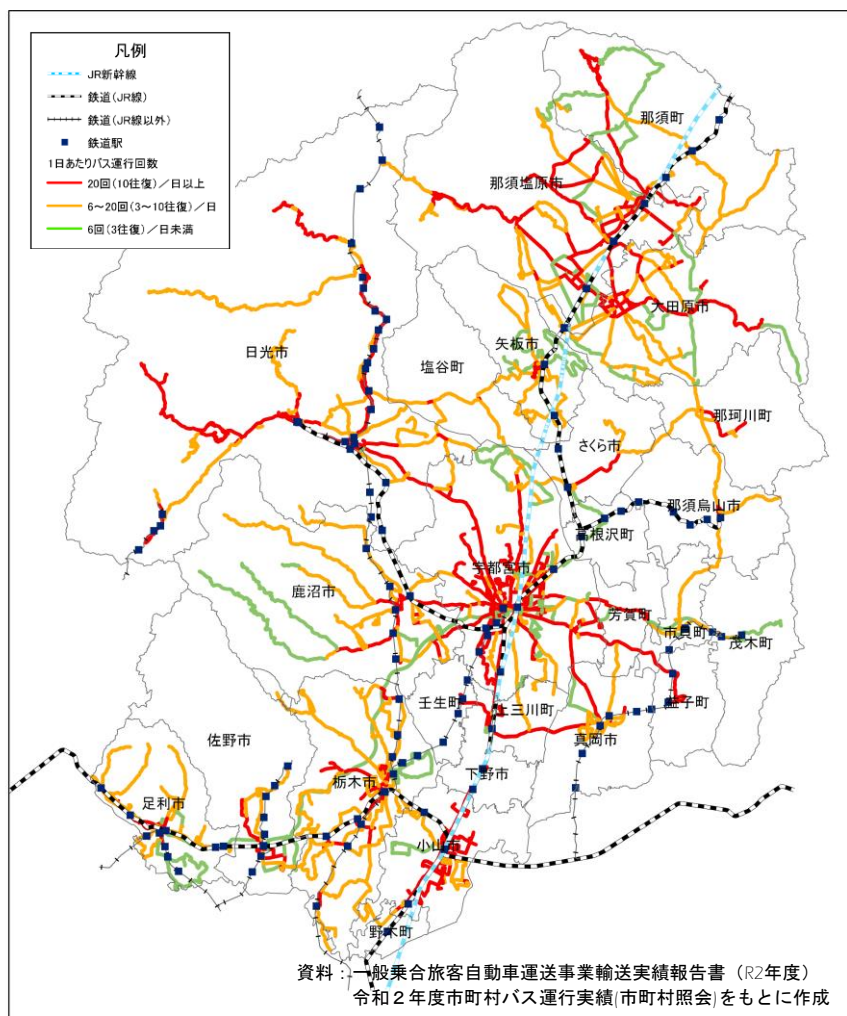 凡例
JR新幹線
鉄道(JR線)
鉄道(JR線以外)
鉄道駅
1日あたりバス運行回数
20回(10往復)/日以上
6～20回(3～10往復)/日
6回(3往復)/日未満
那須町
那須塩原市
大田原市
矢板市
塩谷町
日光市
那珂川町
さくら市
那須烏山市
高根沢町
宇都宮市
鹿沼市
芳賀町
市貝町
茂木町
壬生町
上三川町
益子町
真岡市
佐野市
下野市
栃木市
足利市
小山市
野木町
資料：一般乗合旅客自動車運送事業輸送実績報告書（R2年度）
令和２年度市町村バス運行実績(市町村照会)をもとに作成